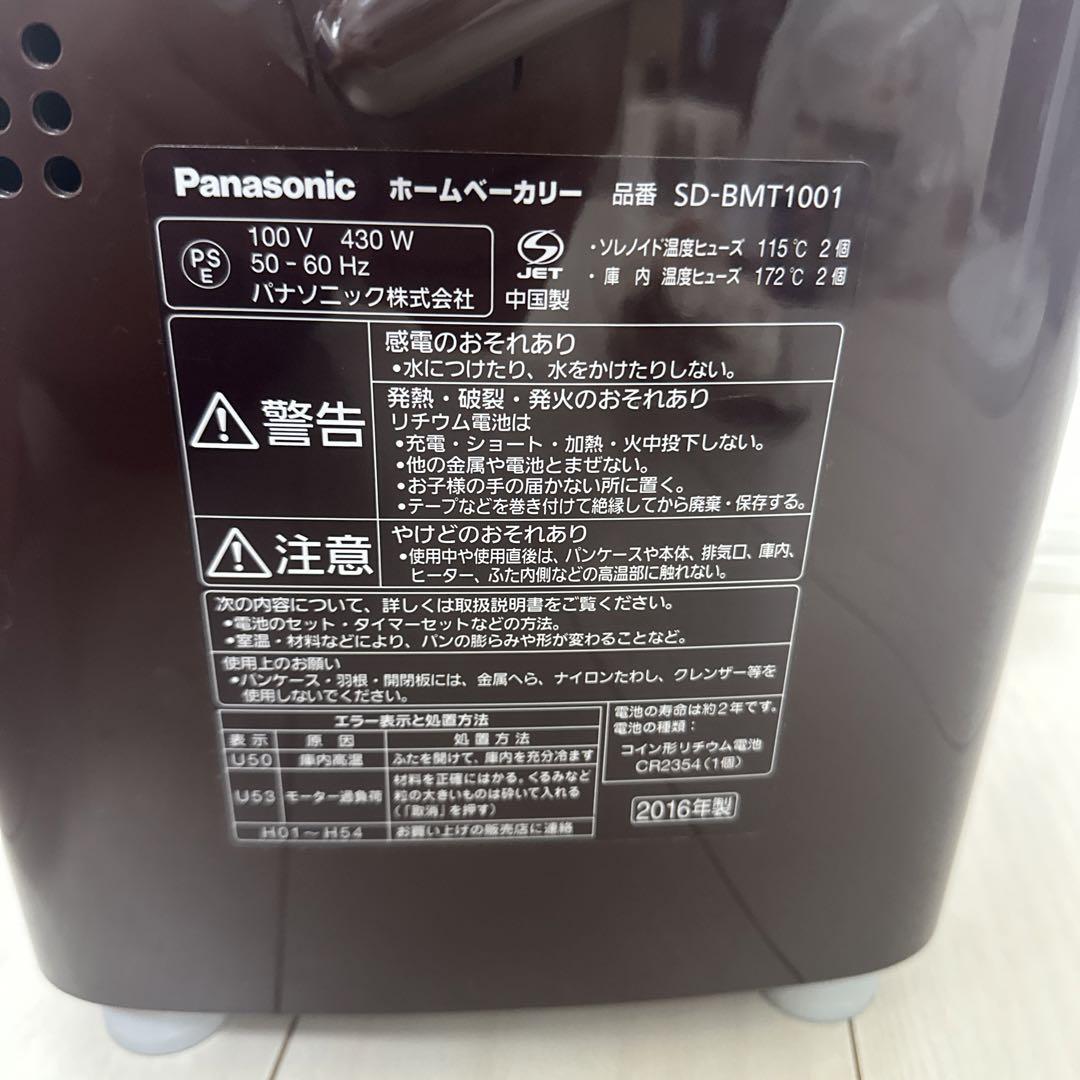 Panasonic ホームベーカリー 品番 SD-BMT1001
PS E
100 V 430 W
50 - 60 Hz
パナソニック株式会社
JET
中国製
・ソレノイド温度ヒューズ 115℃ 2個
・庫内 温度ヒューズ 172℃ 2個
警告
感電のおそれあり
•水につけたり、水をかけたりしない。
発熱・破裂・発火のおそれあり
リチウム電池は
•充電・ショート・加熱・火中投下しない。
•他の金属や電池とまぜない。
•お子様の手の届かない所に置く。
•テープなどを巻き付けて絶縁してから廃棄・保存する。
注意
やけどのおそれあり
•使用中や使用直後は、パンケースや本体、排気口、庫内、
ヒーター、ふた内側などの高温部に触れない。
次の内容について、詳しくは取扱説明書をご覧ください。
•電池のセット・タイマーセットなどの方法。
•室温・材料などにより、パンの膨らみや形が変わることなど。
使用上のお願い
•パンケース・羽根・開閉板には、金属へら、ナイロンたわし、クレンザー等を
使用しないでください。
エラー表示と処置方法
表示 原因 処置方法
U50 庫内高温 ふたを開けて、庫内を充分冷ます
U53 モーター過負荷 材料を正確にはかる。くるみなど
粒の大きいものは砕いて入れる
(「取消」を押す)
H01～H54 お買い上げの販売店に連絡
電池の寿命は約2年です。
電池の種類：
コイン形リチウム電池
CR2354(1個)
2016年製